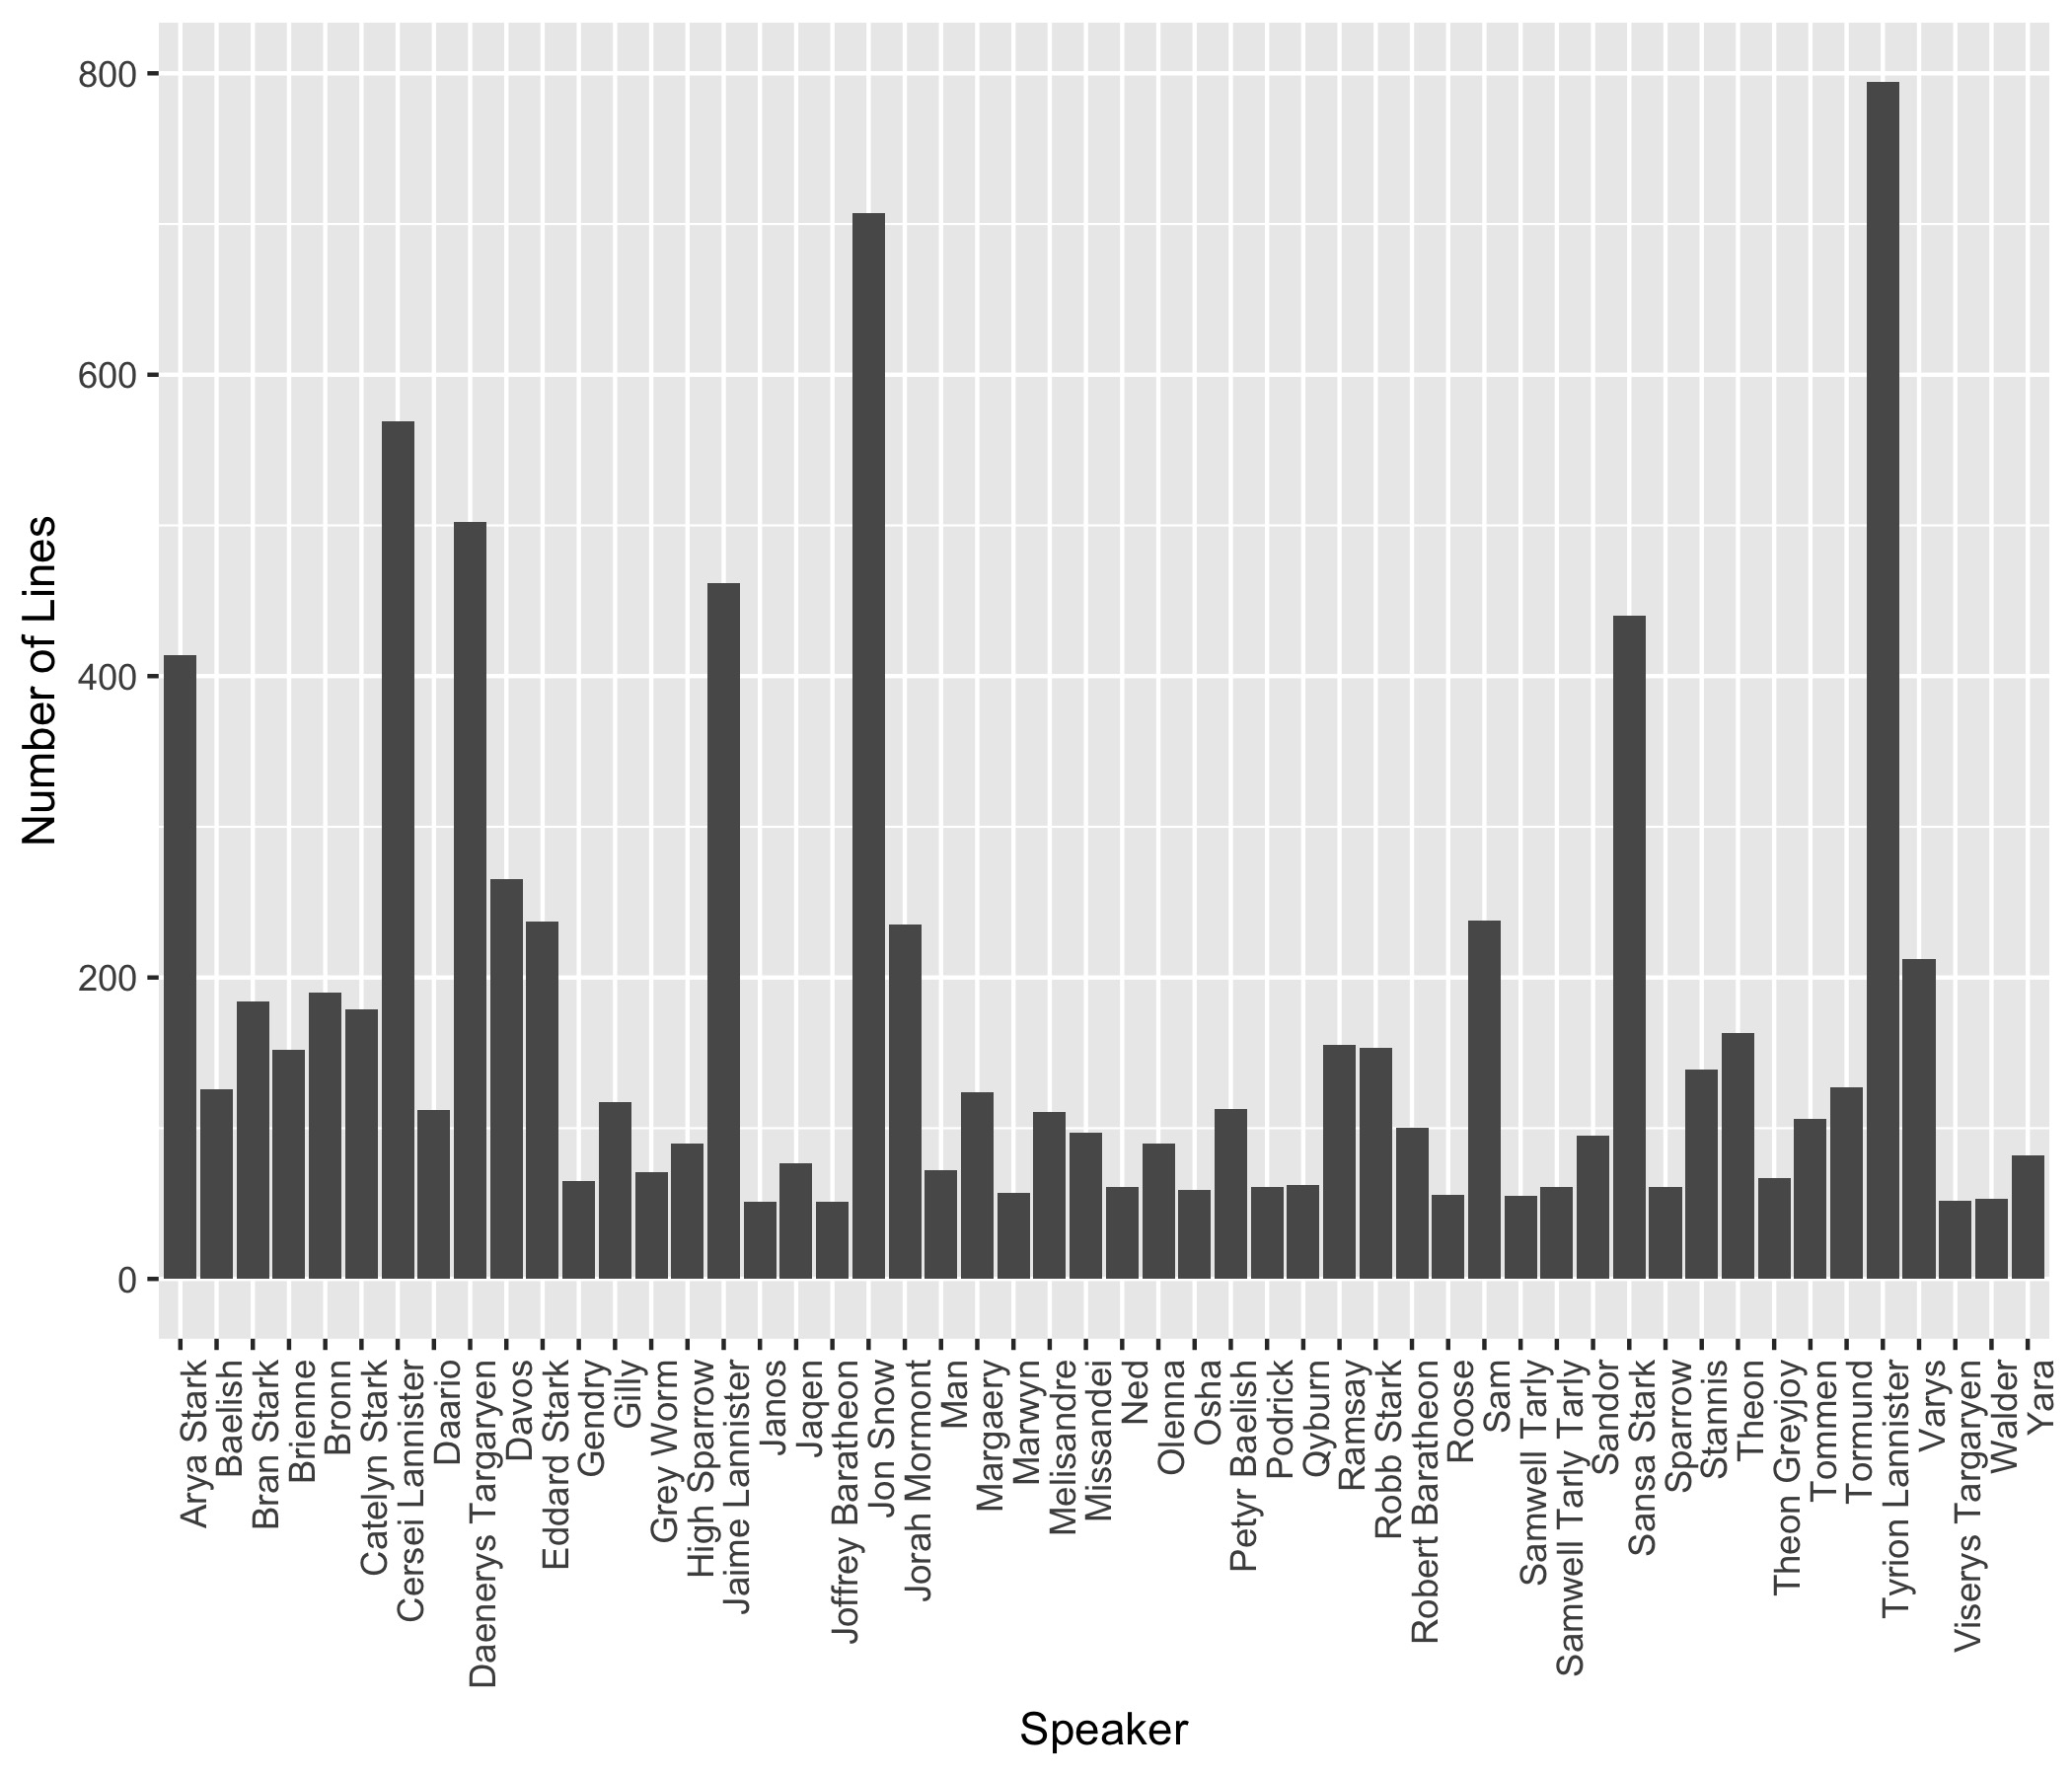 800
600
400
200
0
Number of Lines
Arya Stark
Baelish
Bran Stark
Brienne
Bronn
Catelyn Stark
Cersei Lannister
Daario
Daenerys Targaryen
Davos
Eddard Stark
Gendry
Gilly
Grey Worm
High Sparrow
Jaime Lannister
Janos
Jaqen
Joffrey Baratheon
Jon Snow
Jorah Mormont
Man
Margaery
Marwyn
Melisandre
Missandei
Ned
Olenna
Osha
Petyr Baelish
Podrick
Qyburn
Ramsay
Robb Stark
Robert Baratheon
Roose
Sam
Samwell Tarly
Samwell Tarly Tarly
Sandor
Sansa Stark
Sparrow
Stannis
Theon
Theon Greyjoy
Tommen
Tormund
Tyrion Lannister
Varys
Viserys Targaryen
Walder
Yara
Speaker